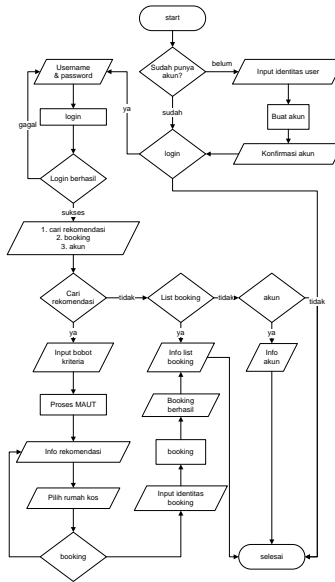 start
Sudah punya
akun?
belum
Input identitas user
Buat akun
Konfirmasi akun
sudah
login
ya
Username
& password
login
gagal
Login berhasil
sukses
1. cari rekomendasi
2. booking
3. akun
Cari
rekomendasi
tidak
List booking
tidak
akun
tidak
ya
ya
ya
Input bobot
kriteria
Info list
booking
Info
akun
Proses MAUT
Booking
berhasil
Info rekomendasi
booking
Pilih rumah kos
Input identitas
booking
booking
selesai